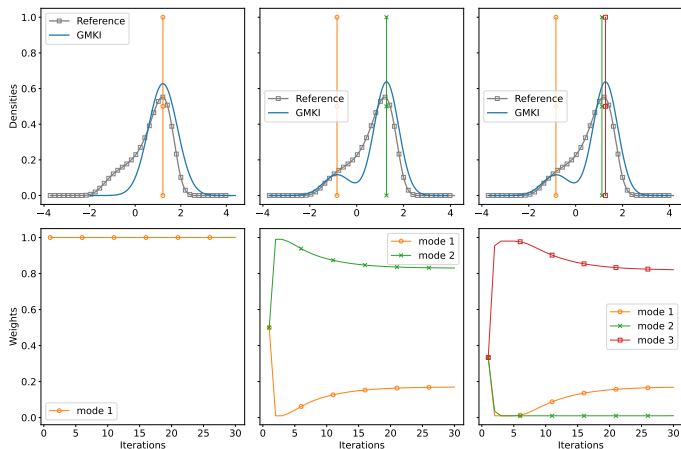 Densities
1.0
0.8
0.6
0.4
0.2
0.0
Reference
GMKI
−4 −2 0 2 4
Reference
GMKI
−4 −2 0 2 4
Reference
GMKI
−4 −2 0 2 4
Weights
1.0
0.8
0.6
0.4
0.2
0.0
mode 1
0 5 10 15 20 25 30
Iterations
mode 1
mode 2
0 5 10 15 20 25 30
Iterations
mode 1
mode 2
mode 3
0 5 10 15 20 25 30
Iterations